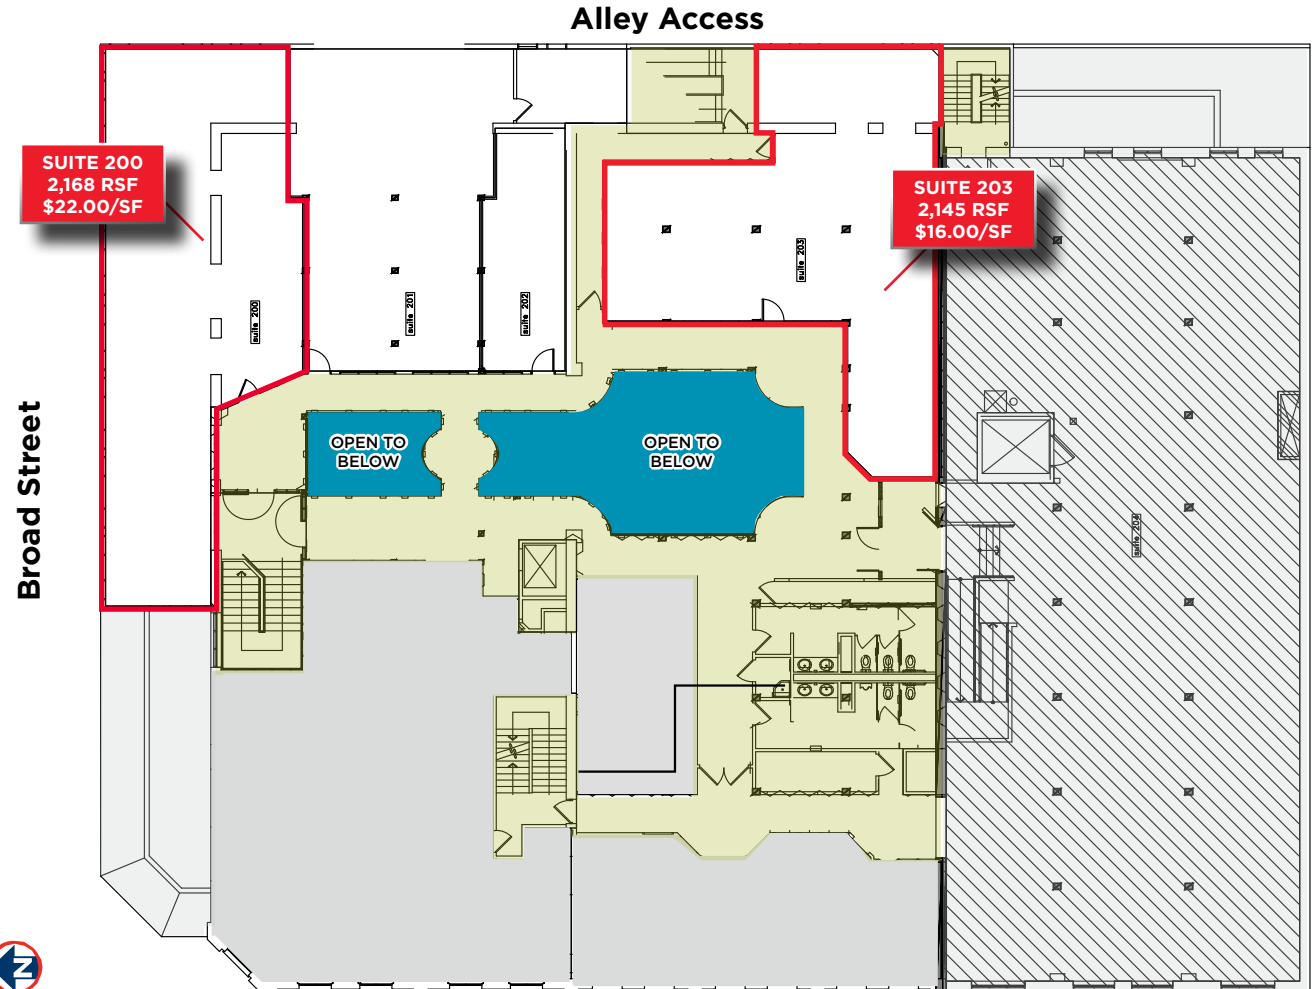 Alley Access
SUITE 200
2,168 RSF
$22.00/SF
SUITE 203
2,145 RSF
$16.00/SF
suite 200
suite 201
suite 202
suite 203
OPEN TO
BELOW
OPEN TO
BELOW
Broad Street
suite 204
N